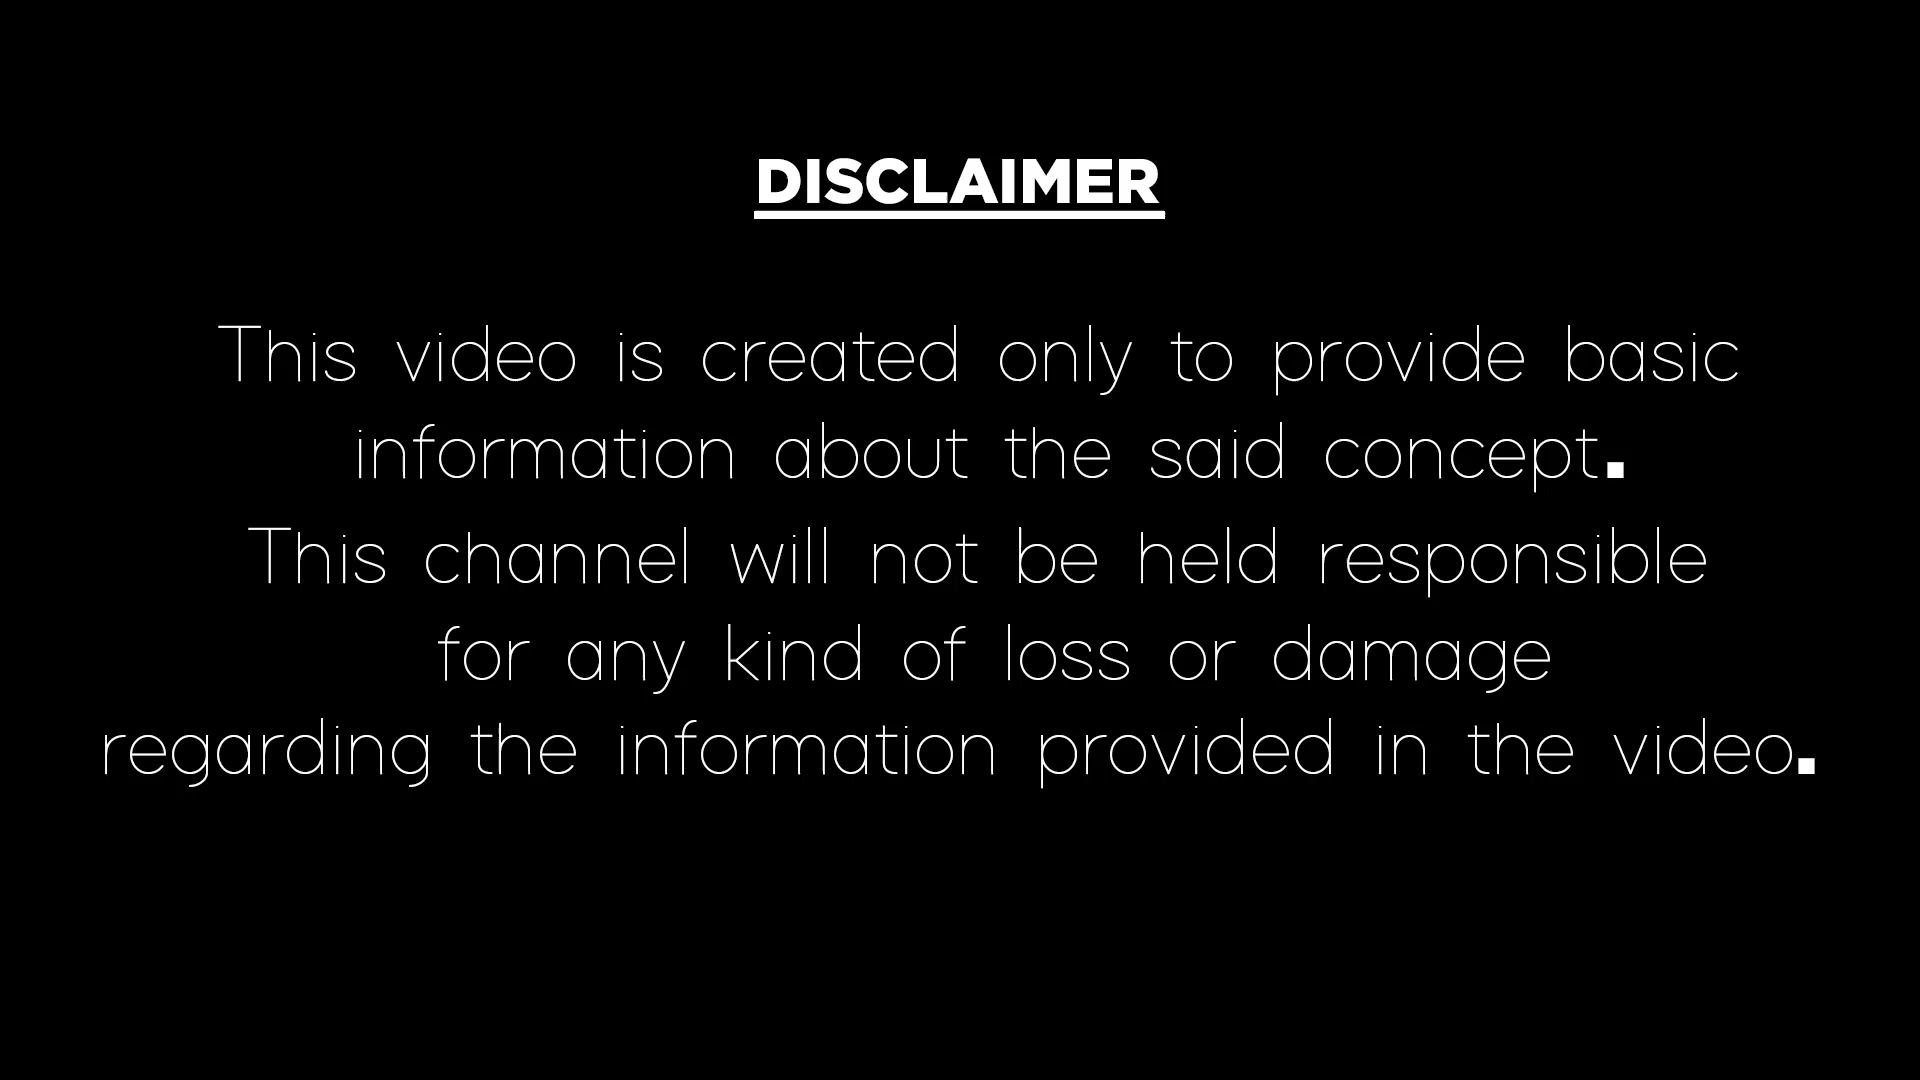 DISCLAIMER
This video is created only to provide basic
information about the said concept.
This channel will not be held responsible
for any kind of loss or damage
regarding the information provided in the video.